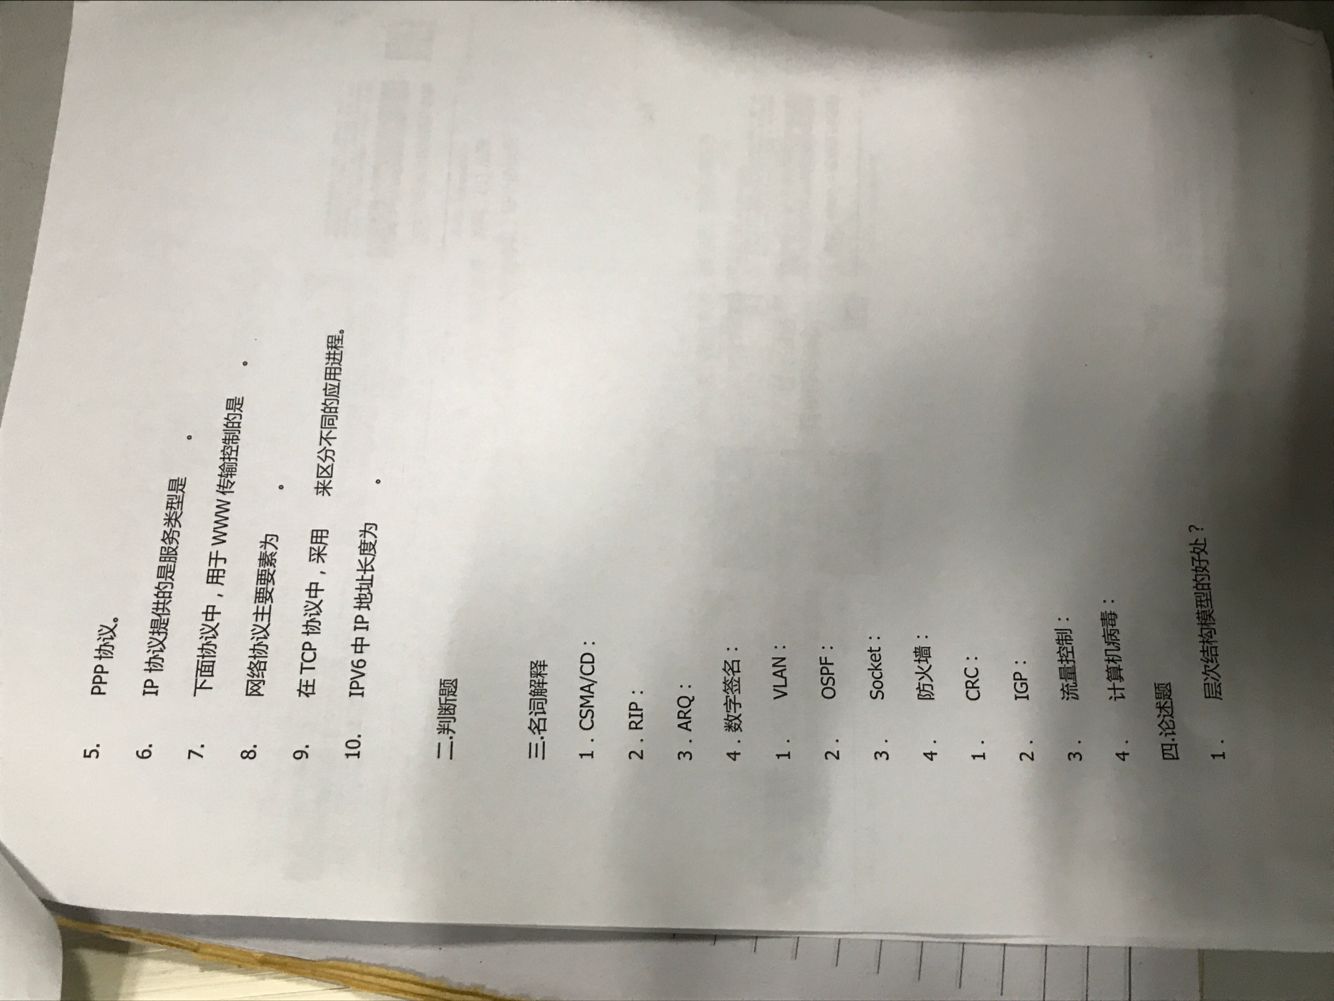 5. PPP 协议。
6. IP 协议提供的是服务类型是 。
7. 下面协议中，用于 WWW 传输控制的是 。
8. 网络协议主要要素为 。
9. 在 TCP 协议中，采用 来区分不同的应用进程。
10. IPV6 中 IP 地址长度为 。
二.判断题
三.名词解释
1．CSMA/CD：
2．RIP：
3．ARQ：
4．数字签名：
1． VLAN：
2． OSPF：
3． Socket：
4． 防火墙：
1． CRC：
2． IGP：
3． 流量控制：
4． 计算机病毒：
四.论述题
1． 层次结构模型的好处？